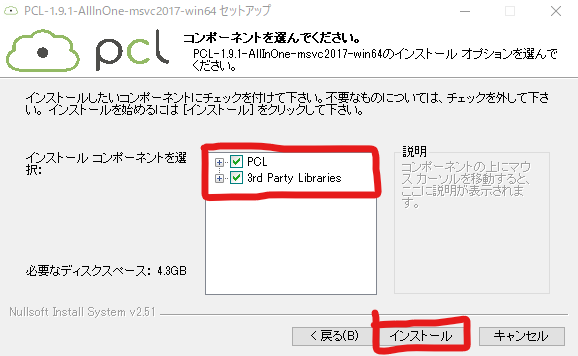 PCL-1.9.1-AllInOne-msvc2017-win64 セットアップ
pcl
コンポーネントを選んでください。
PCL-1.9.1-AllInOne-msvc2017-win64のインストール オプションを選んで
ください。
インストールしたいコンポーネントにチェックを付けて下さい。不要なものについては、チェックを外して下さ
い。 インストールを始めるには [インストール] をクリックして下さい。
インストール コンポーネントを選
択:
PCL
3rd Party Libraries
説明
コンポーネントの上にマウ
ス カーソルを移動すると、
ここに説明が表示されま
す。
必要なディスクスペース: 4.3GB
Nullsoft Install System v2.51
< 戻る(B)
インストール
キャンセル